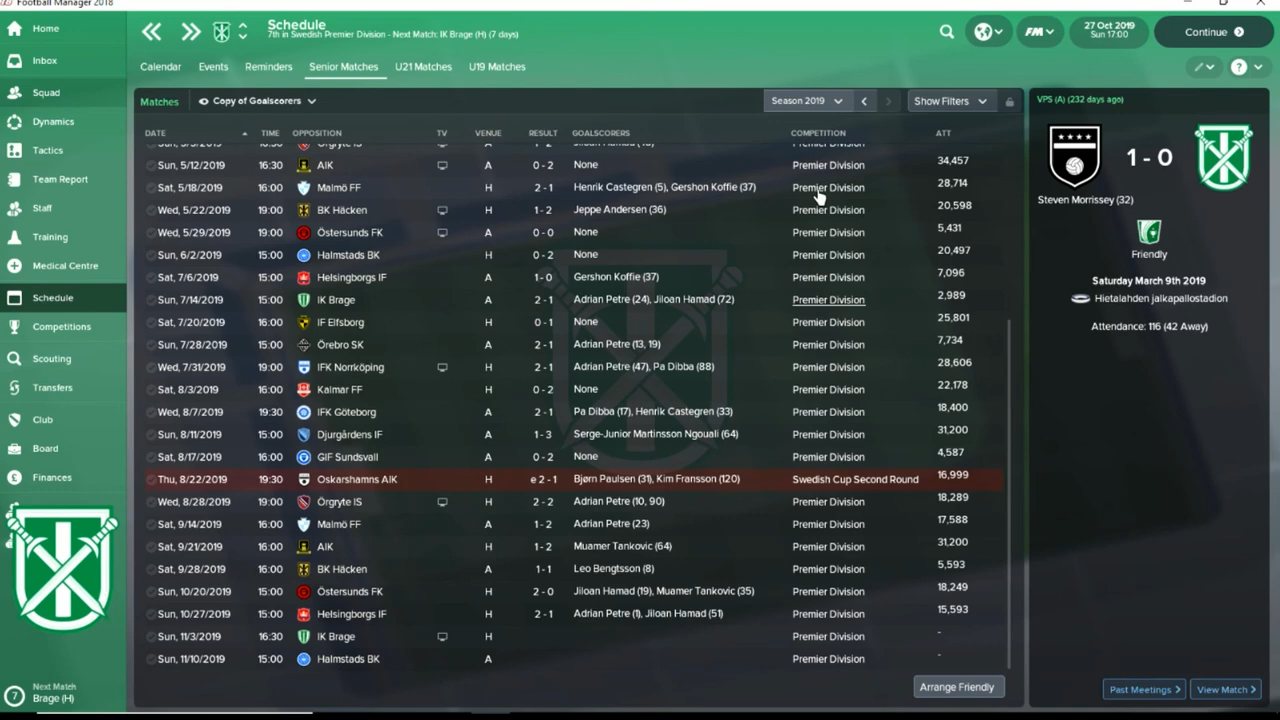 Football Manager 2018
Home
Inbox
Squad
Dynamics
Tactics
Team Report
Staff
Training
Medical Centre
Schedule
Competitions
Scouting
Transfers
Club
Board
Finances
7 Next Match
Brage (H)
Schedule
7th in Swedish Premier Division - Next Match: IK Brage (H) (7 days)
FM
27 Oct 2019
Sun 17:00
Continue
Calendar Events Reminders Senior Matches U21 Matches U19 Matches
?
Matches Copy of Goalscorers Season 2019 Show Filters
DATE TIME OPPOSITION TV VENUE RESULT GOALSCORERS COMPETITION ATT
Sun, 5/12/2019 16:30 AIK A 0 - 2 None Premier Division 34,457
Sat, 5/18/2019 16:00 Malmö FF H 2 - 1 Henrik Castegren (5), Gershon Koffie (37) Premier Division 28,714
Wed, 5/22/2019 19:00 BK Häcken H 1 - 2 Jeppe Andersen (36) Premier Division 20,598
Wed, 5/29/2019 19:00 Östersunds FK A 0 - 0 None Premier Division 5,431
Sun, 6/2/2019 15:00 Halmstads BK H 0 - 2 None Premier Division 20,497
Sat, 7/6/2019 15:00 Helsingborgs IF A 1 - 0 Gershon Koffie (37) Premier Division 7,096
Sun, 7/14/2019 15:00 IK Brage A 2 - 1 Adrian Petre (24), Jiloan Hamad (72) Premier Division 2,989
Sat, 7/20/2019 16:00 IF Elfsborg H 0 - 1 None Premier Division 25,801
Sun, 7/28/2019 15:00 Örebro SK A 2 - 1 Adrian Petre (13, 19) Premier Division 7,734
Wed, 7/31/2019 19:00 IFK Norrköping H 2 - 1 Adrian Petre (47), Pa Dibba (88) Premier Division 28,606
Sat, 8/3/2019 16:00 Kalmar FF H 0 - 2 None Premier Division 22,178
Wed, 8/7/2019 19:30 IFK Göteborg A 2 - 1 Pa Dibba (17), Henrik Castegren (33) Premier Division 18,400
Sun, 8/11/2019 15:00 Djurgårdens IF A 1 - 3 Serge-Junior Martinsson Ngouali (64) Premier Division 31,200
Sat, 8/17/2019 16:00 GIF Sundsvall A 0 - 2 None Premier Division 4,587
Thu, 8/22/2019 19:30 Oskarshamns AIK H e 2 - 1 Bjørn Paulsen (31), Kim Fransson (120) Swedish Cup Second Round 16,999
Wed, 8/28/2019 19:00 Örgryte IS H 2 - 2 Adrian Petre (10, 90) Premier Division 18,289
Sat, 9/14/2019 16:00 Malmö FF A 1 - 2 Adrian Petre (23) Premier Division 17,588
Sat, 9/21/2019 16:00 AIK H 1 - 2 Muamer Tankovic (64) Premier Division 31,200
Sat, 9/28/2019 16:00 BK Häcken A 1 - 1 Leo Bengtsson (8) Premier Division 5,593
Sun, 10/20/2019 15:00 Östersunds FK H 2 - 0 Jiloan Hamad (19), Muamer Tankovic (35) Premier Division 18,249
Sun, 10/27/2019 15:00 Helsingborgs IF H 2 - 1 Adrian Petre (1), Jiloan Hamad (51) Premier Division 15,593
Sun, 11/3/2019 16:30 IK Brage H Premier Division -
Sun, 11/10/2019 15:00 Halmstads BK A Premier Division -
Arrange Friendly
VPS (A) (232 days ago)
1 - 0
Steven Morrissey (32)
Friendly
Saturday March 9th 2019
Hietalahden jalkapallostadion
Attendance: 116 (42 Away)
Past Meetings > View Match >